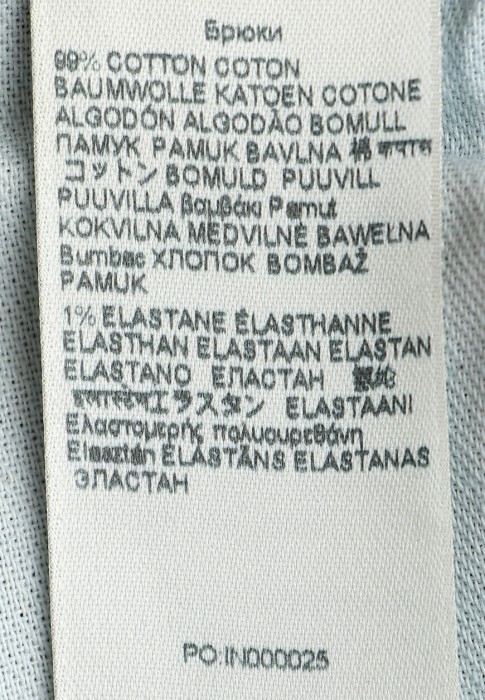 Брюки
99% COTTON COTON
BAUMWOLLE KATOEN COTONE
ALGODÓN ALGODÃO BOMULL
ПАМУК PAMUK BAVLNA 棉 कपास
コットン BOMULD PUUVILL
PUUVILLA Βαμβάκι Pamut
KOKVILNA MEDVILNĖ BAWEŁNA
Bumbac ХЛОПОК BOMBAŽ
PAMUK
1% ELASTANE ÉLASTHANNE
ELASTHAN ELASTAAN ELASTAN
ELASTANO ЕЛАСТАН
エラスタン ELASTAANI
Ελαστομερής πολυουρεθάνη
Elasztán ELASTĀNS ELASTANAS
ЭЛАСТАН
PO:IN000025